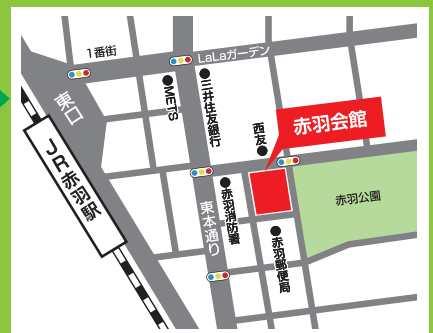 1番街
LaLaガーデン
東口
METS
三井住友銀行
西友
赤羽会館
JR赤羽駅
東本通り
赤羽消防署
赤羽公園
赤羽郵便局